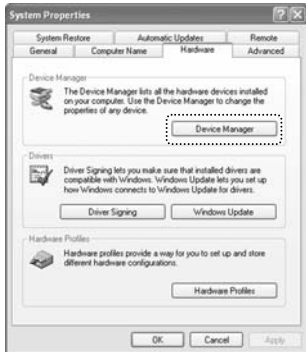 System Properties
System Restore Automatic Updates Remote
General Computer Name Hardware Advanced
Device Manager
The Device Manager lists all the hardware devices installed
on your computer. Use the Device Manager to change the
properties of any device.
Device Manager
Drivers
Driver Signing lets you make sure that installed drivers are
compatible with Windows. Windows Update lets you set up
how Windows connects to Windows Update for drivers.
Driver Signing Windows Update
Hardware Profiles
Hardware profiles provide a way for you to set up and store
different hardware configurations.
Hardware Profiles
OK Cancel Apply